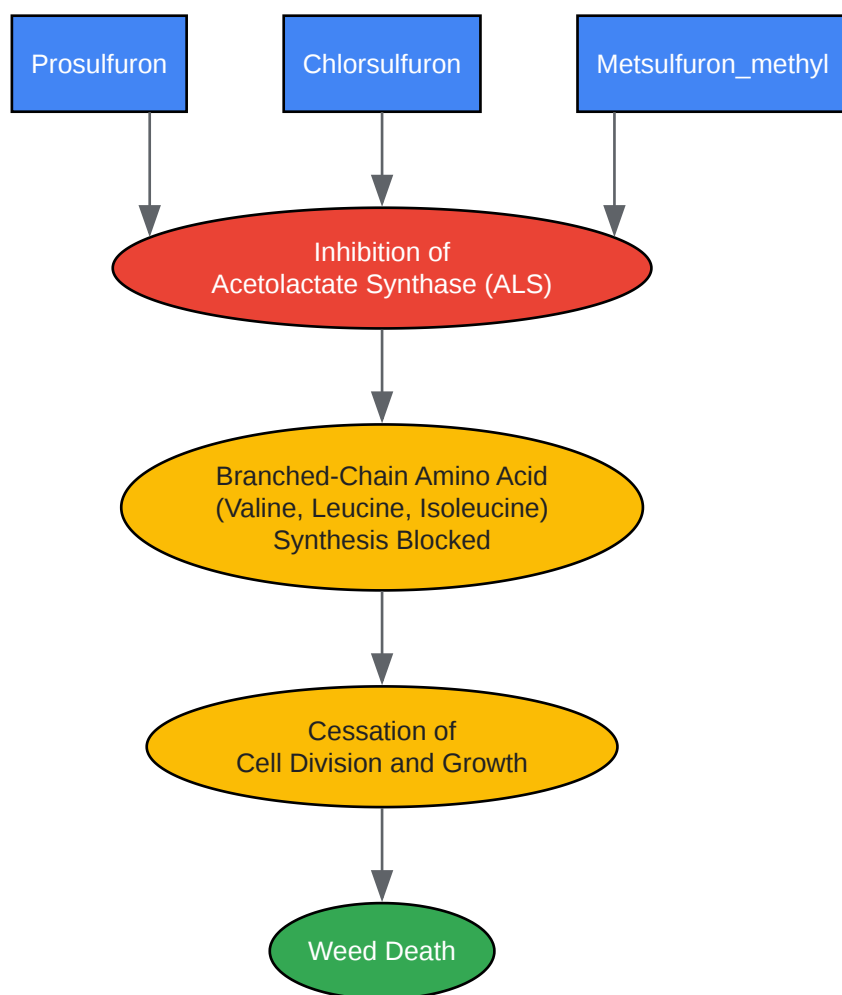 Prosulfuron
Chlorsulfuron
Metsulfuron_methyl
Inhibition of
Acetolactate Synthase (ALS)
Branched-Chain Amino Acid
(Valine, Leucine, Isoleucine)
Synthesis Blocked
Cessation of
Cell Division and Growth
Weed Death